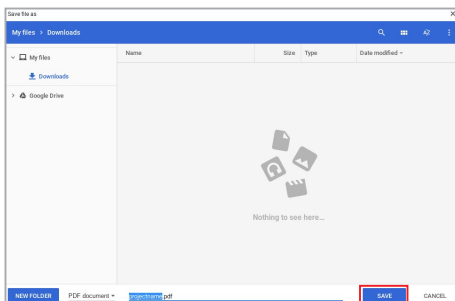 Save file as
My files > Downloads
Name Size Type Date modified
My files
Downloads
Google Drive
Nothing to see here...
NEW FOLDER PDF document projectname.pdf SAVE CANCEL